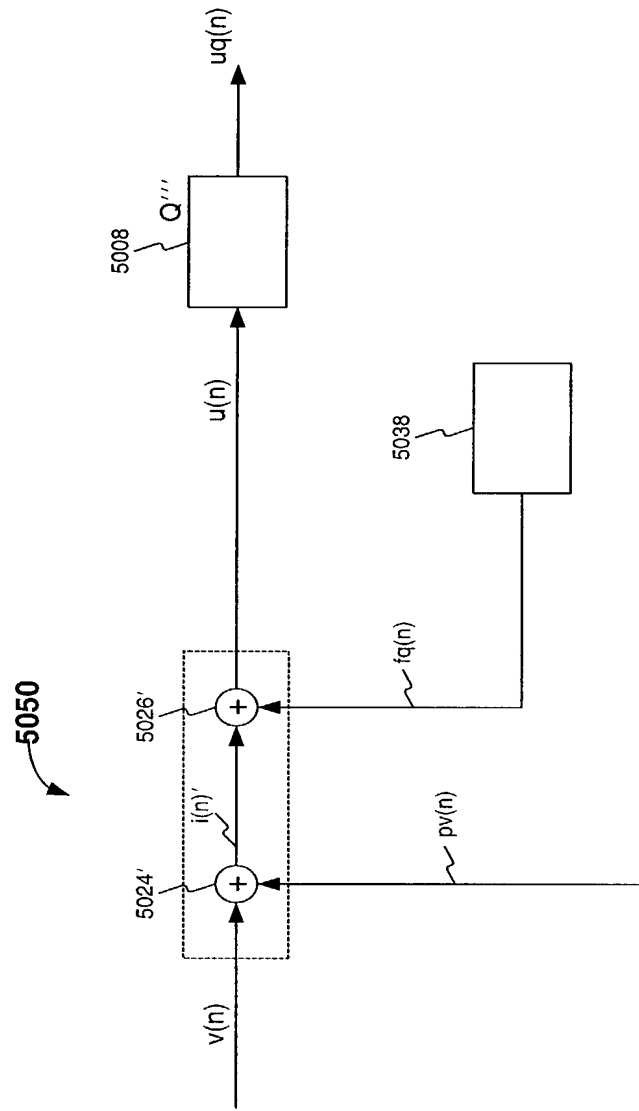 5050
v(n)
5024′
i(n)′
5026′
u(n)
5008
Q′′′
uq(n)
pv(n)
fq(n)
5038
+
+